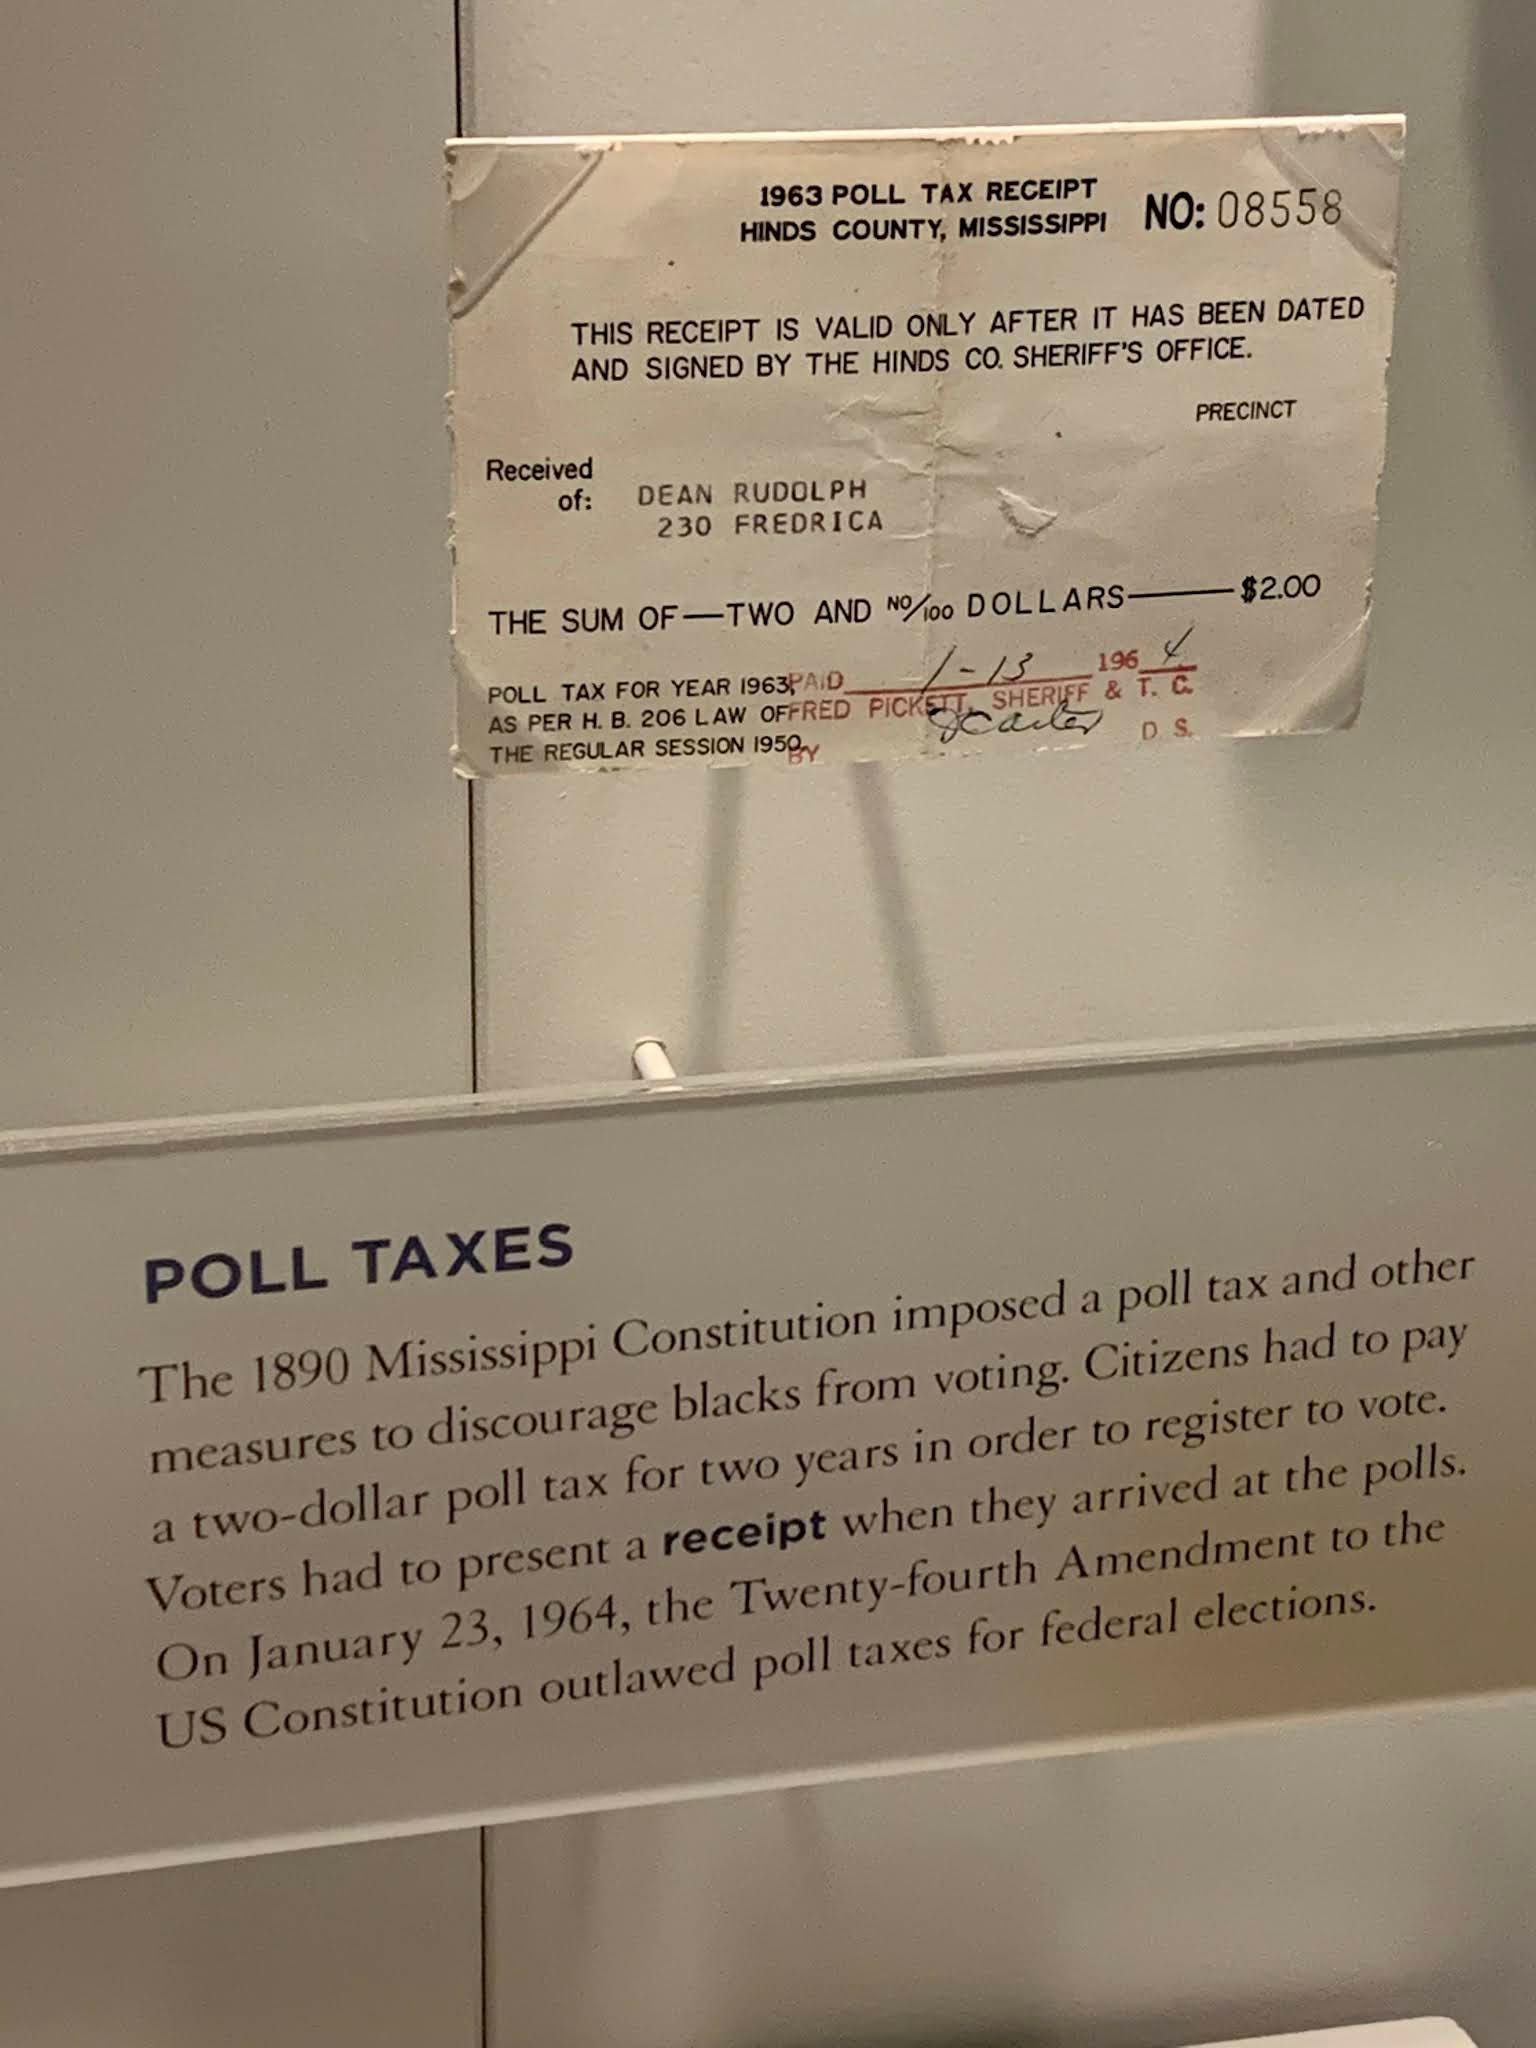 1963 POLL TAX RECEIPT
HINDS COUNTY, MISSISSIPPI NO: 08558
THIS RECEIPT IS VALID ONLY AFTER IT HAS BEEN DATED
AND SIGNED BY THE HINDS CO. SHERIFF'S OFFICE.
PRECINCT
Received
of: DEAN RUDOLPH
230 FREDRICA
THE SUM OF—TWO AND NO/100 DOLLARS—$2.00
POLL TAX FOR YEAR 1963, PAID 1-13 1964
AS PER H. B. 206 LAW OF FRED PICKETT, SHERIFF & T. C.
THE REGULAR SESSION 1950. BY D. S.
POLL TAXES
The 1890 Mississippi Constitution imposed a poll tax and other
measures to discourage blacks from voting. Citizens had to pay
a two-dollar poll tax for two years in order to register to vote.
Voters had to present a receipt when they arrived at the polls.
On January 23, 1964, the Twenty-fourth Amendment to the
US Constitution outlawed poll taxes for federal elections.